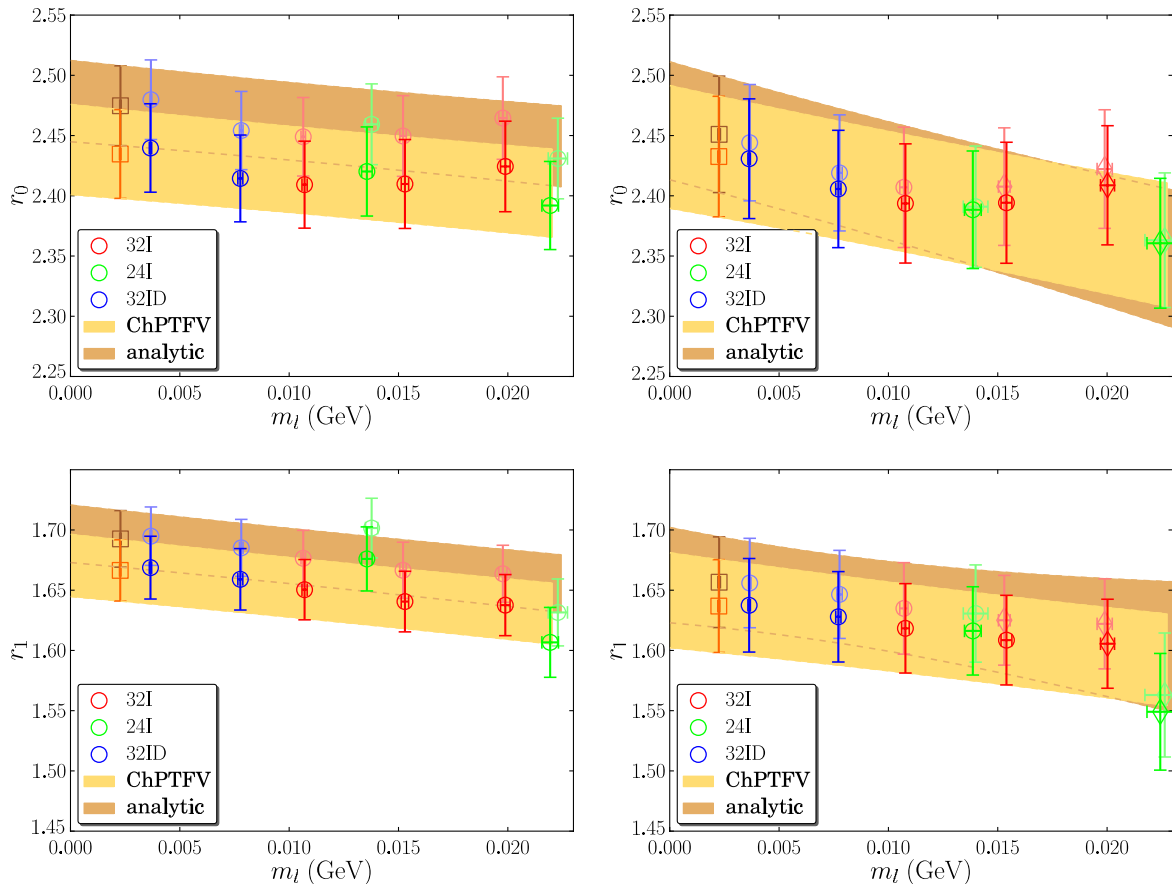 2.55
2.50
2.45
2.40
2.35
2.30
2.25
r0
32I
24I
32ID
ChPTFV
analytic
0.000 0.005 0.010 0.015 0.020
m_l (GeV)
2.55
2.50
2.45
2.40
2.35
2.30
2.25
r0
32I
24I
32ID
ChPTFV
analytic
0.000 0.005 0.010 0.015 0.020
m_l (GeV)
1.70
1.65
1.60
1.55
1.50
1.45
r1
32I
24I
32ID
ChPTFV
analytic
0.000 0.005 0.010 0.015 0.020
m_l (GeV)
1.70
1.65
1.60
1.55
1.50
1.45
r1
32I
24I
32ID
ChPTFV
analytic
0.000 0.005 0.010 0.015 0.020
m_l (GeV)